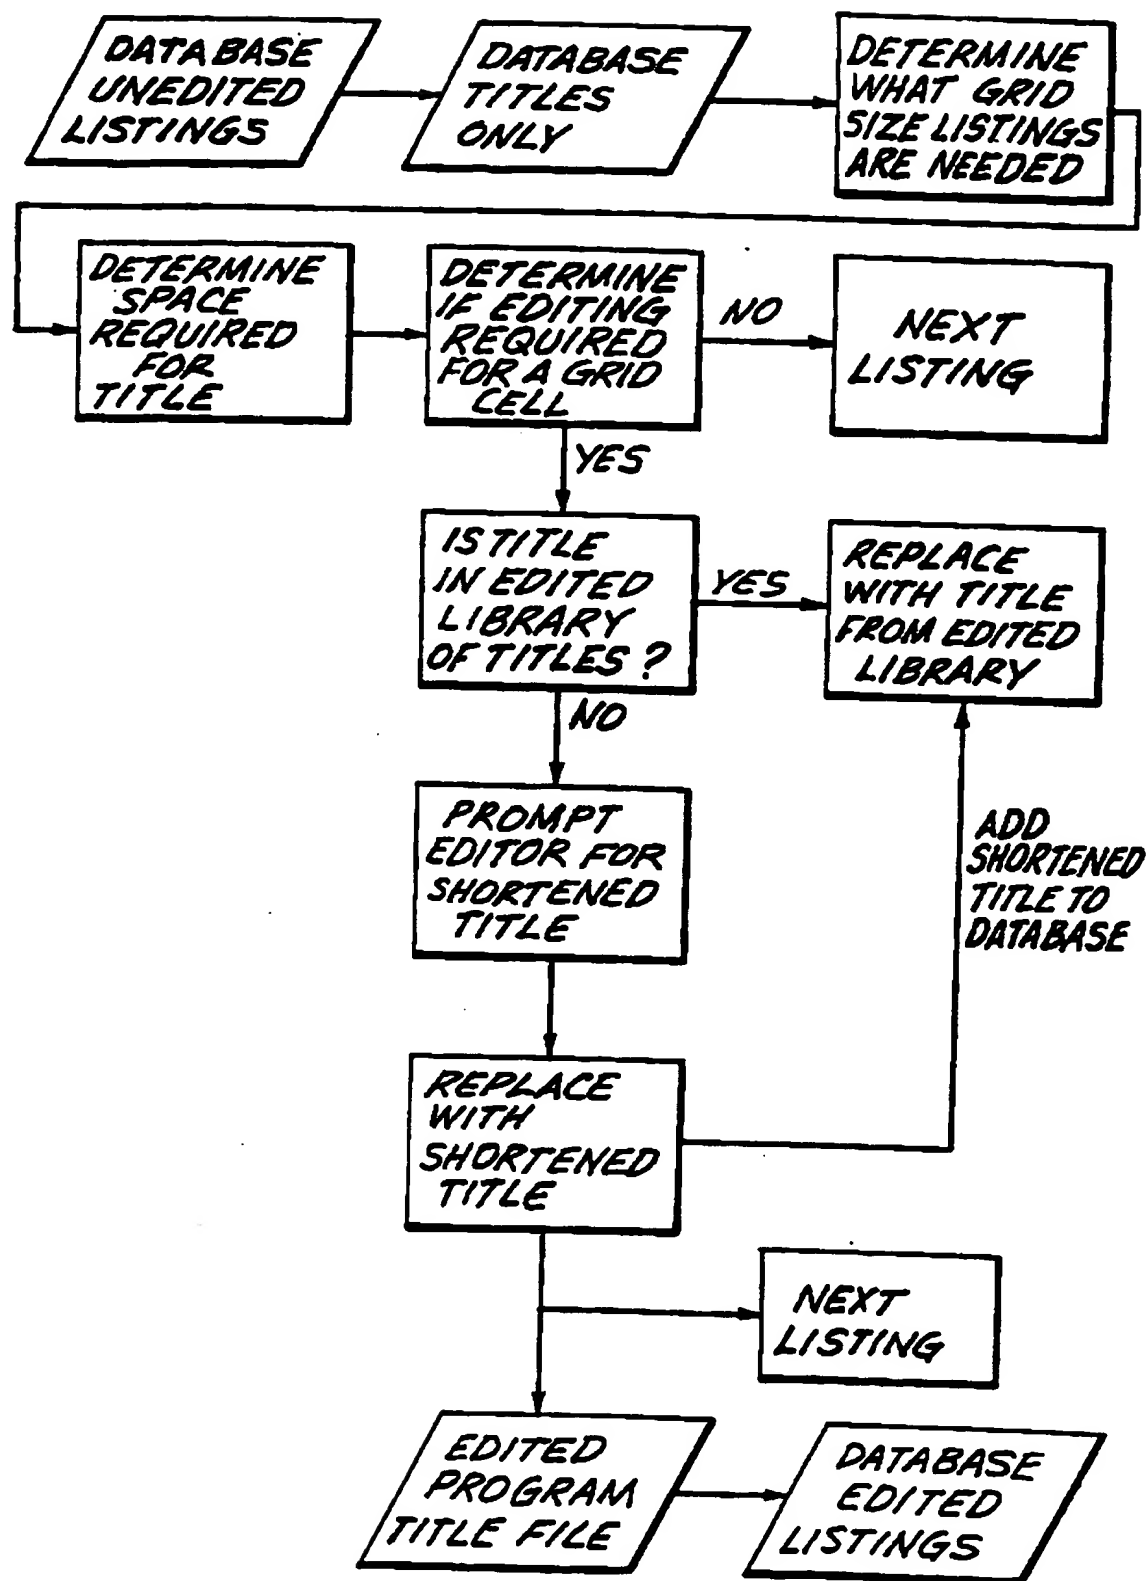 DATABASE
UNEDITED
LISTINGS
DATABASE
TITLES
ONLY
DETERMINE
WHAT GRID
SIZE LISTINGS
ARE NEEDED
DETERMINE
SPACE
REQUIRED
FOR
TITLE
DETERMINE
IF EDITING
REQUIRED
FOR A GRID
CELL
NO
NEXT
LISTING
YES
IS TITLE
IN EDITED
LIBRARY
OF TITLES?
YES
REPLACE
WITH TITLE
FROM EDITED
LIBRARY
NO
PROMPT
EDITOR FOR
SHORTENED
TITLE
ADD
SHORTENED
TITLE TO
DATABASE
REPLACE
WITH
SHORTENED
TITLE
NEXT
LISTING
EDITED
PROGRAM
TITLE FILE
DATABASE
EDITED
LISTINGS